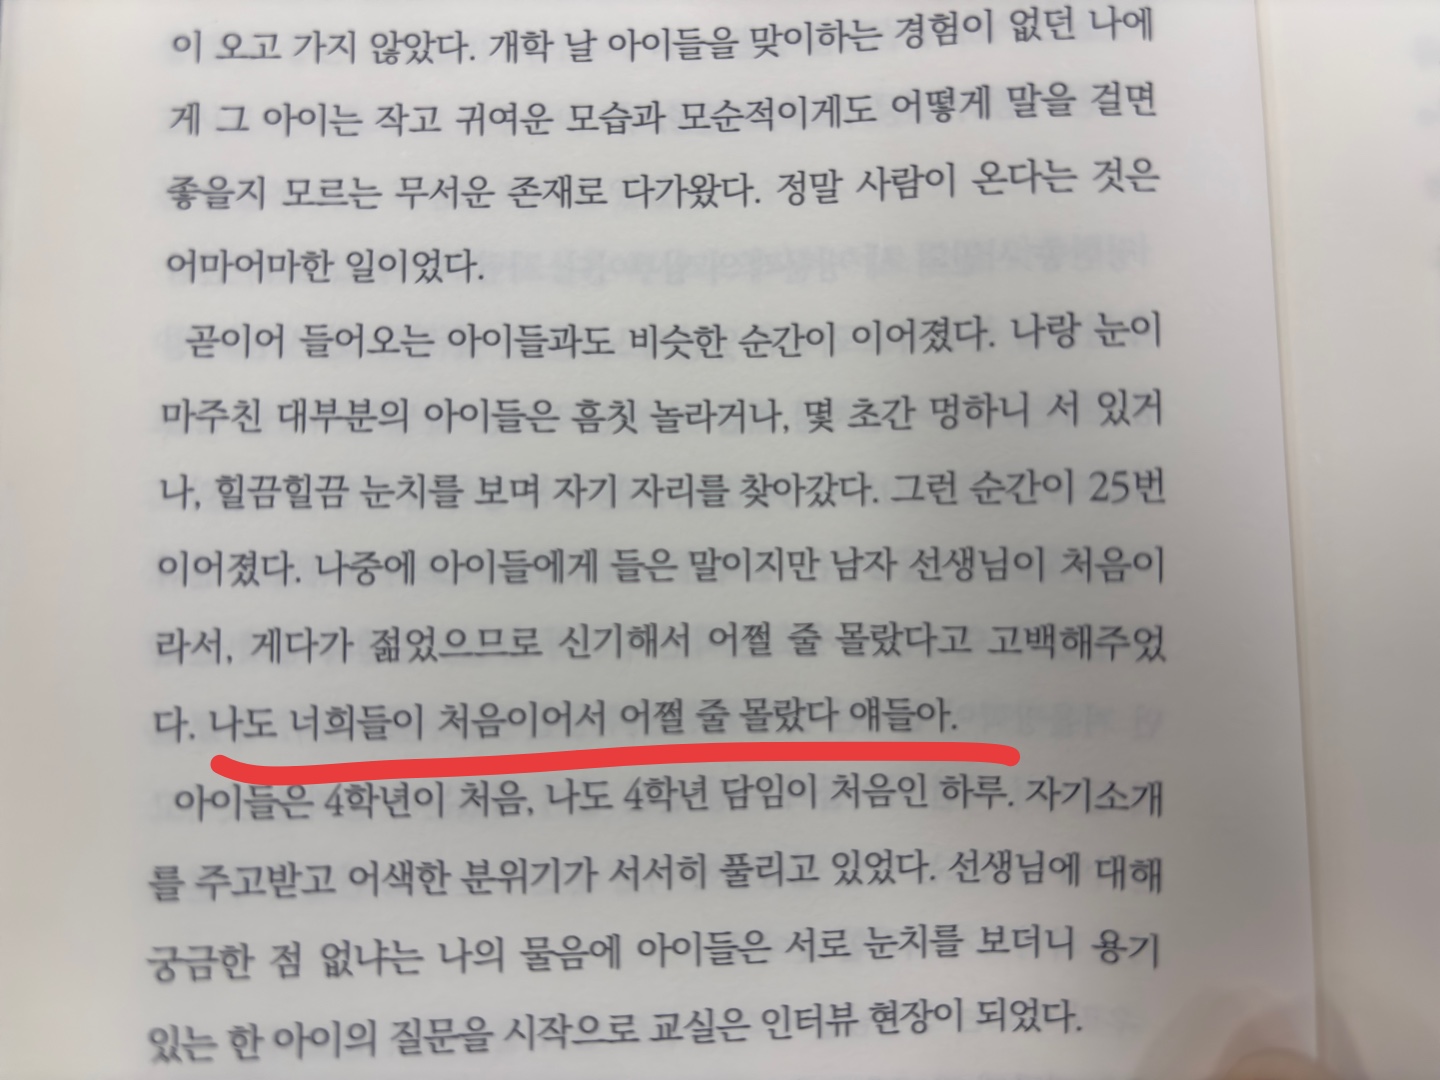 이 오고 가지 않았다. 개학 날 아이들을 맞이하는 경험이 없던 나에
게 그 아이는 작고 귀여운 모습과 모순적이게도 어떻게 말을 걸면
좋을지 모르는 무서운 존재로 다가왔다. 정말 사람이 온다는 것은
어마어마한 일이었다.
곧이어 들어오는 아이들과도 비슷한 순간이 이어졌다. 나랑 눈이
마주친 대부분의 아이들은 흠칫 놀라거나, 몇 초간 멍하니 서 있거
나, 힐끔힐끔 눈치를 보며 자기 자리를 찾아갔다. 그런 순간이 25번
이어졌다. 나중에 아이들에게 들은 말이지만 남자 선생님이 처음이
라서, 게다가 젊었으므로 신기해서 어쩔 줄 몰랐다고 고백해주었
다. 나도 너희들이 처음이어서 어쩔 줄 몰랐다 얘들아.
아이들은 4학년이 처음, 나도 4학년 담임이 처음인 하루. 자기소개
를 주고받고 어색한 분위기가 서서히 풀리고 있었다. 선생님에 대해
궁금한 점 없냐는 나의 물음에 아이들은 서로 눈치를 보더니 용기
있는 한 아이의 질문을 시작으로 교실은 인터뷰 현장이 되었다.